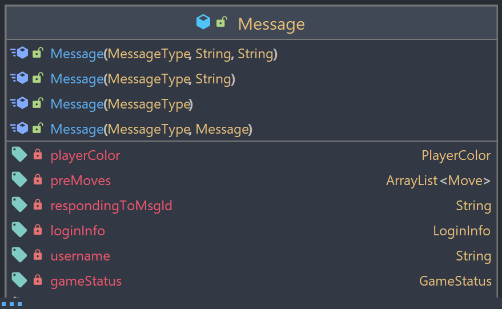 Message
Message(MessageType, String, String)
Message(MessageType, String)
Message(MessageType)
Message(MessageType, Message)
playerColor PlayerColor
preMoves ArrayList<Move>
respondingToMsgId String
loginInfo LoginInfo
username String
gameStatus GameStatus